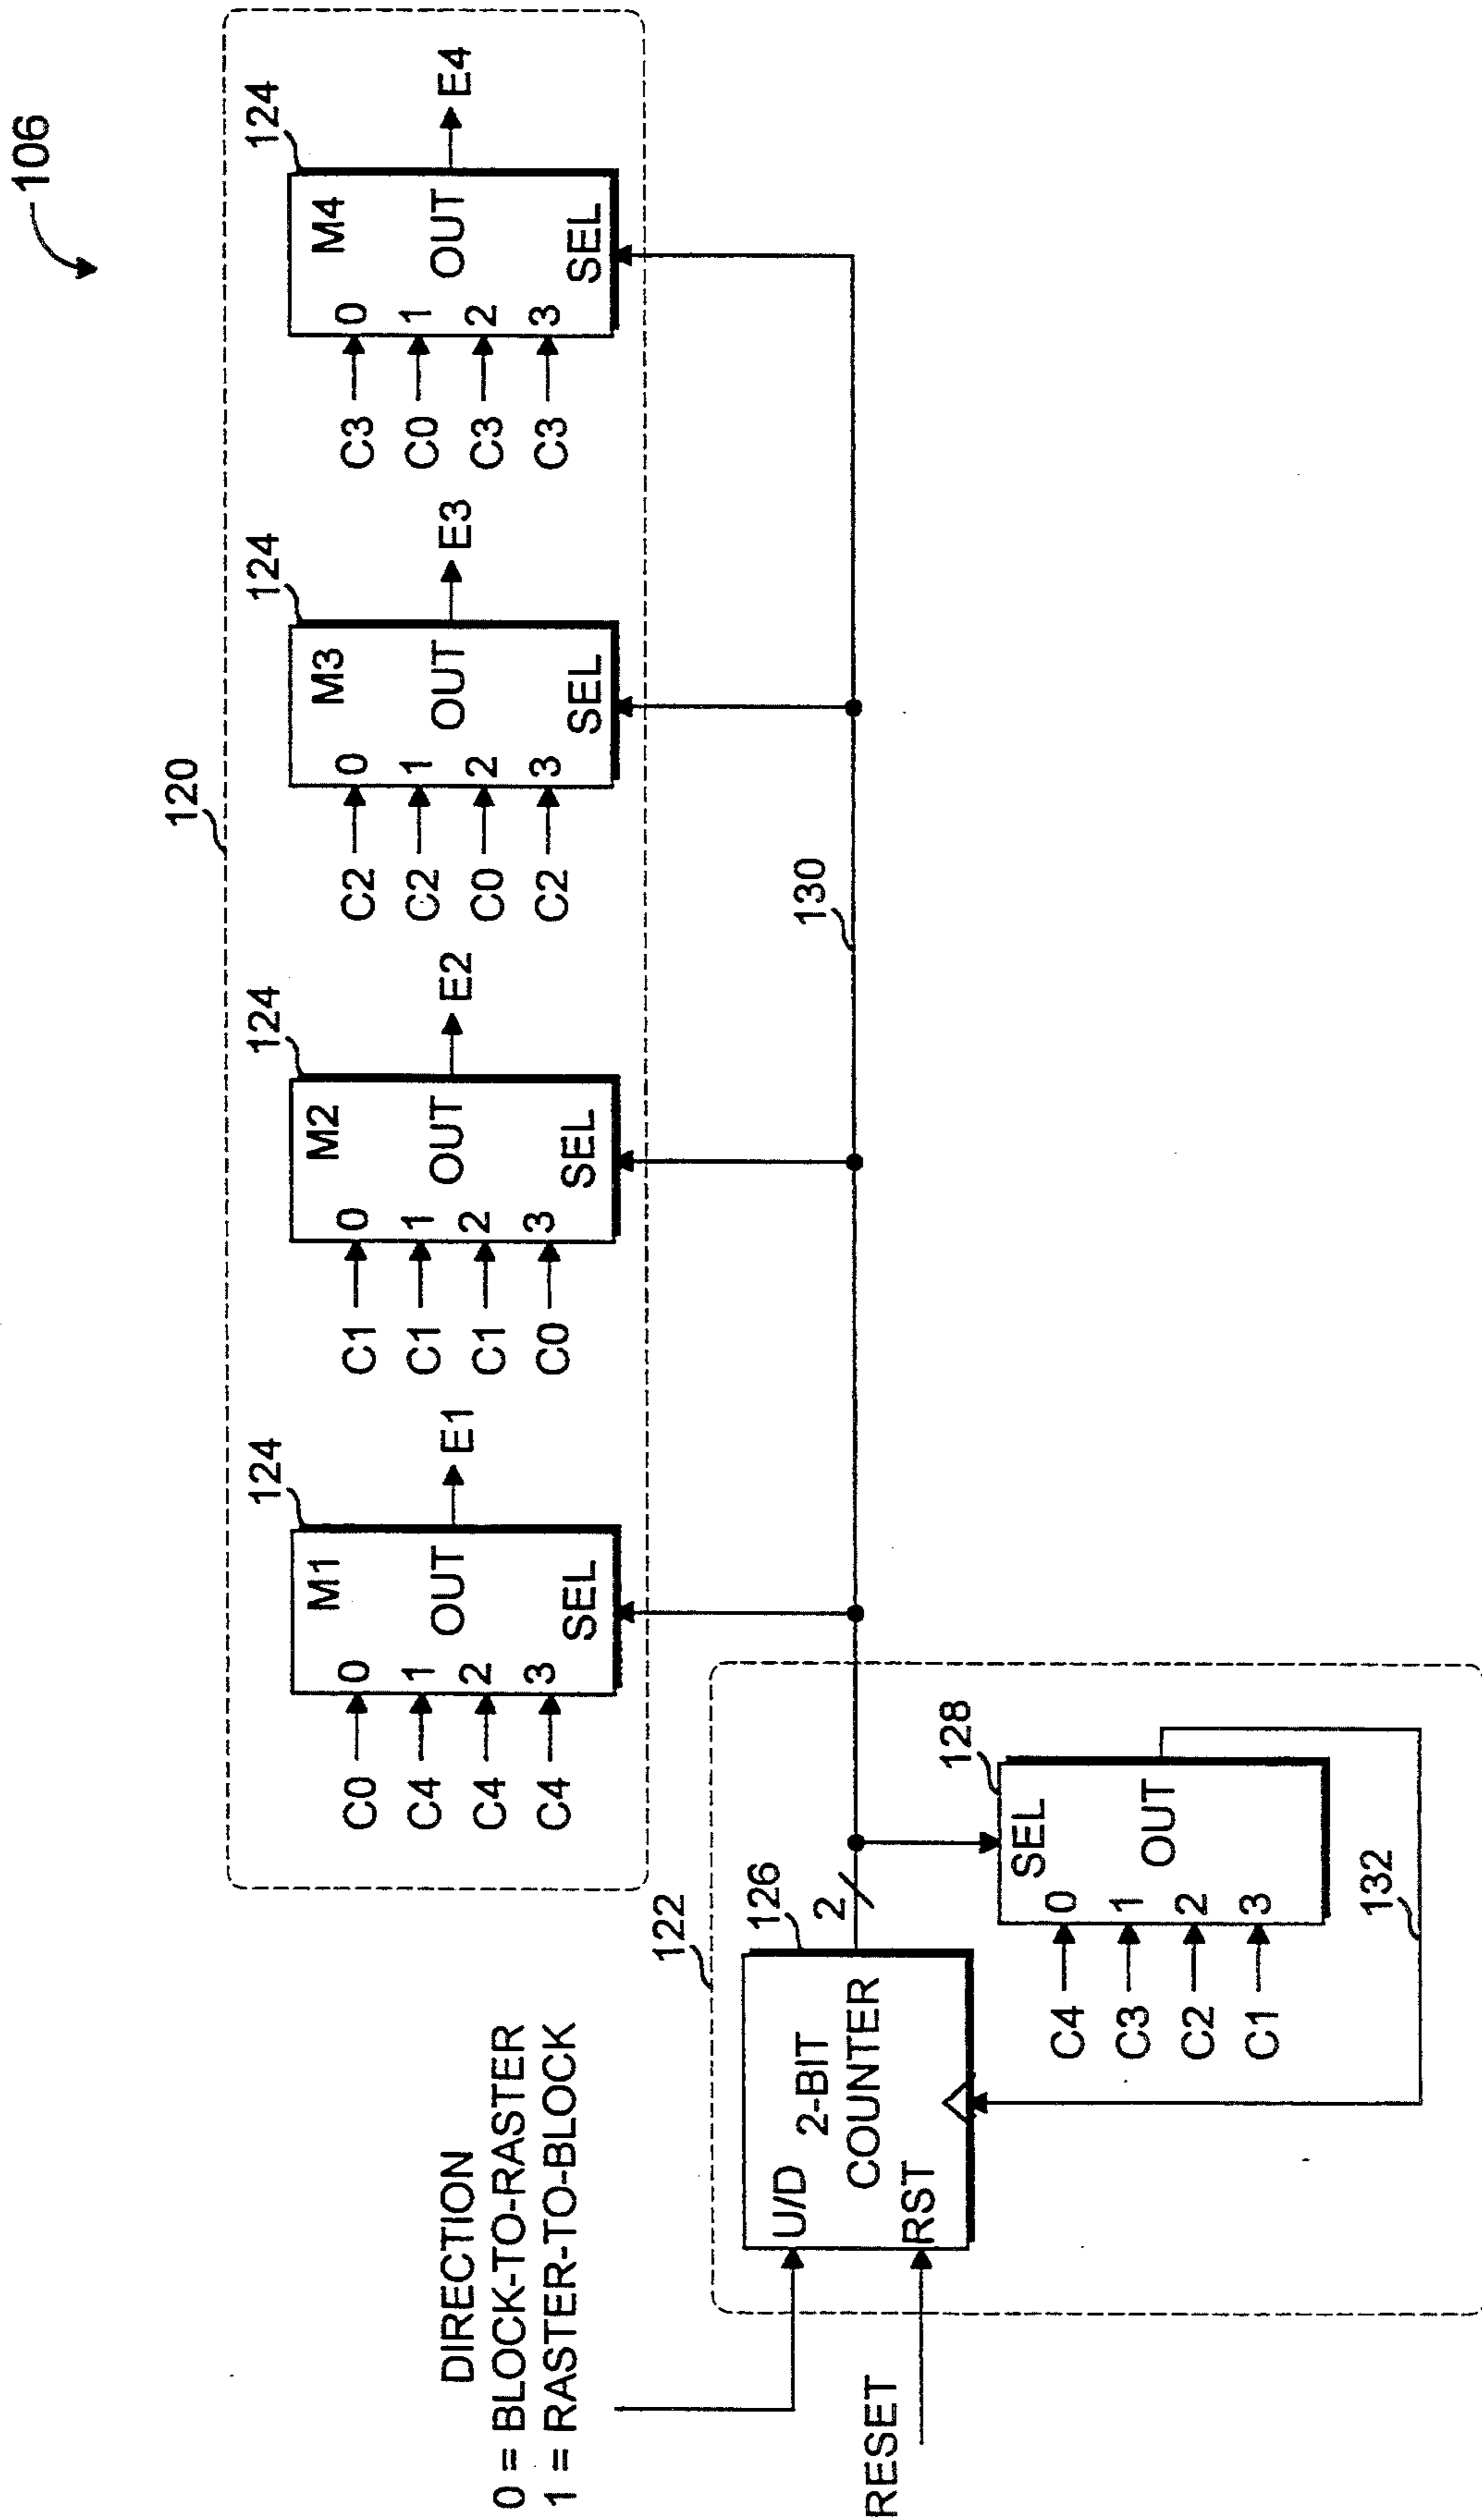 106
120
124
M1
0
1
2
3
OUT
SEL
C0
C4
C4
C4
E1
124
M2
0
1
2
3
OUT
SEL
C1
C1
C1
C0
E2
124
M3
0
1
2
3
OUT
SEL
C2
C2
C0
C2
E3
124
M4
0
1
2
3
OUT
SEL
C3
C0
C3
C3
E4
130
DIRECTION
0 = BLOCK-TO-RASTER
1 = RASTER-TO-BLOCK
RESET
122
126
U/D
2-BIT
COUNTER
RST
2
128
SEL
0
1
2
3
OUT
C4
C3
C2
C1
132